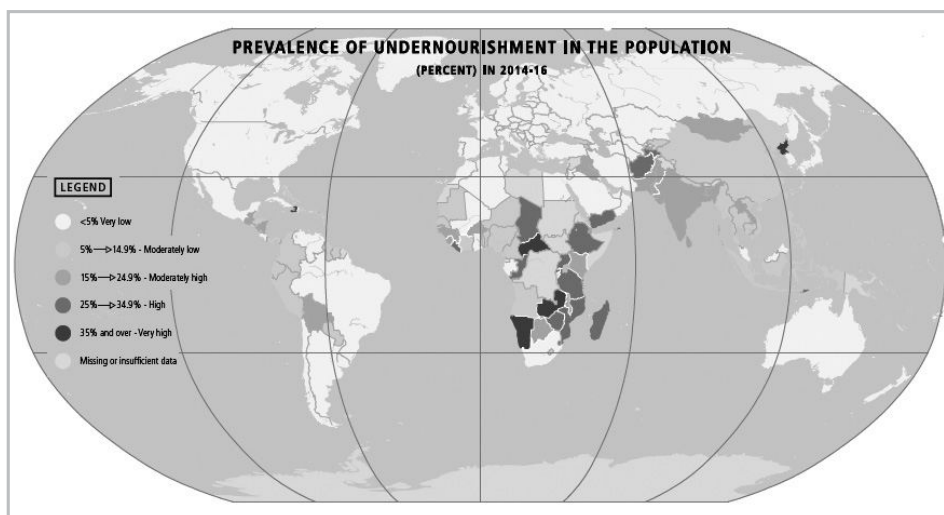 PREVALENCE OF UNDERNOURISHMENT IN THE POPULATION
(PERCENT) IN 2014-16
LEGEND
<5% Very low
5%—▷14.9% - Moderately low
15%—▷24.9% - Moderately high
25%—▷34.9% - High
35% and over - Very high
Missing or insufficient data